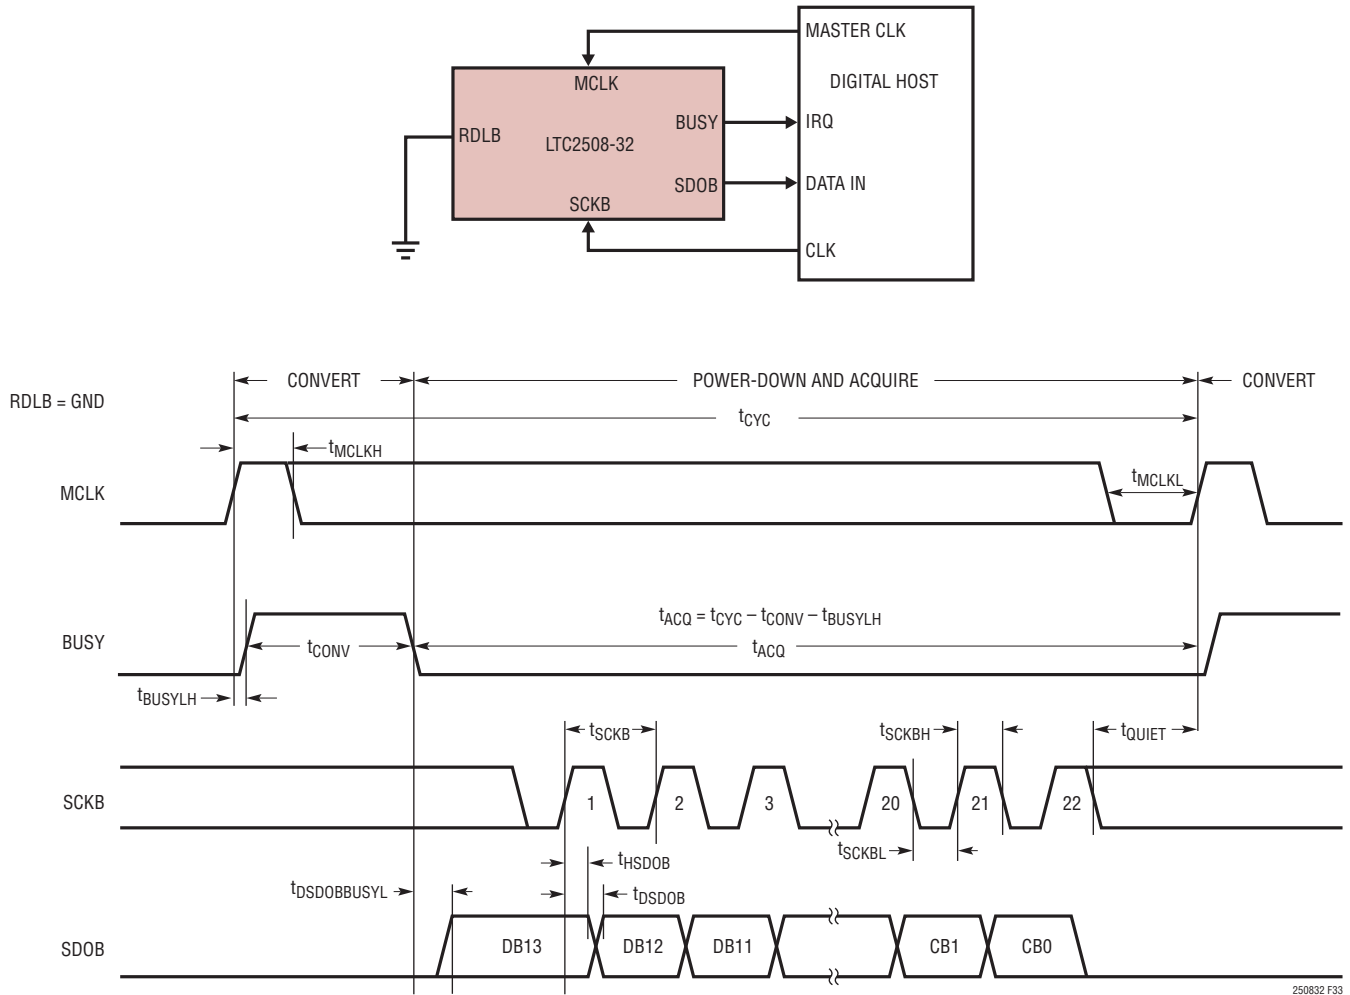 MASTER CLK
MCLK
DIGITAL HOST
BUSY
IRQ
RDLB
LTC2508-32
SDOB
DATA IN
SCKB
CLK
CONVERT
POWER-DOWN AND ACQUIRE
CONVERT
RDLB = GND
tCYC
tMCLKH
tMCLKL
MCLK
tACQ = tCYC – tCONV – tBUSYLH
BUSY
tCONV
tACQ
tBUSYLH
tSCKB
tSCKBH
tQUIET
SCKB
1
2
3
20
21
22
tSCKBL
tHSDOB
tDSDOBBUSYL
tDSDOB
SDOB
DB13
DB12
DB11
CB1
CB0
250832 F33